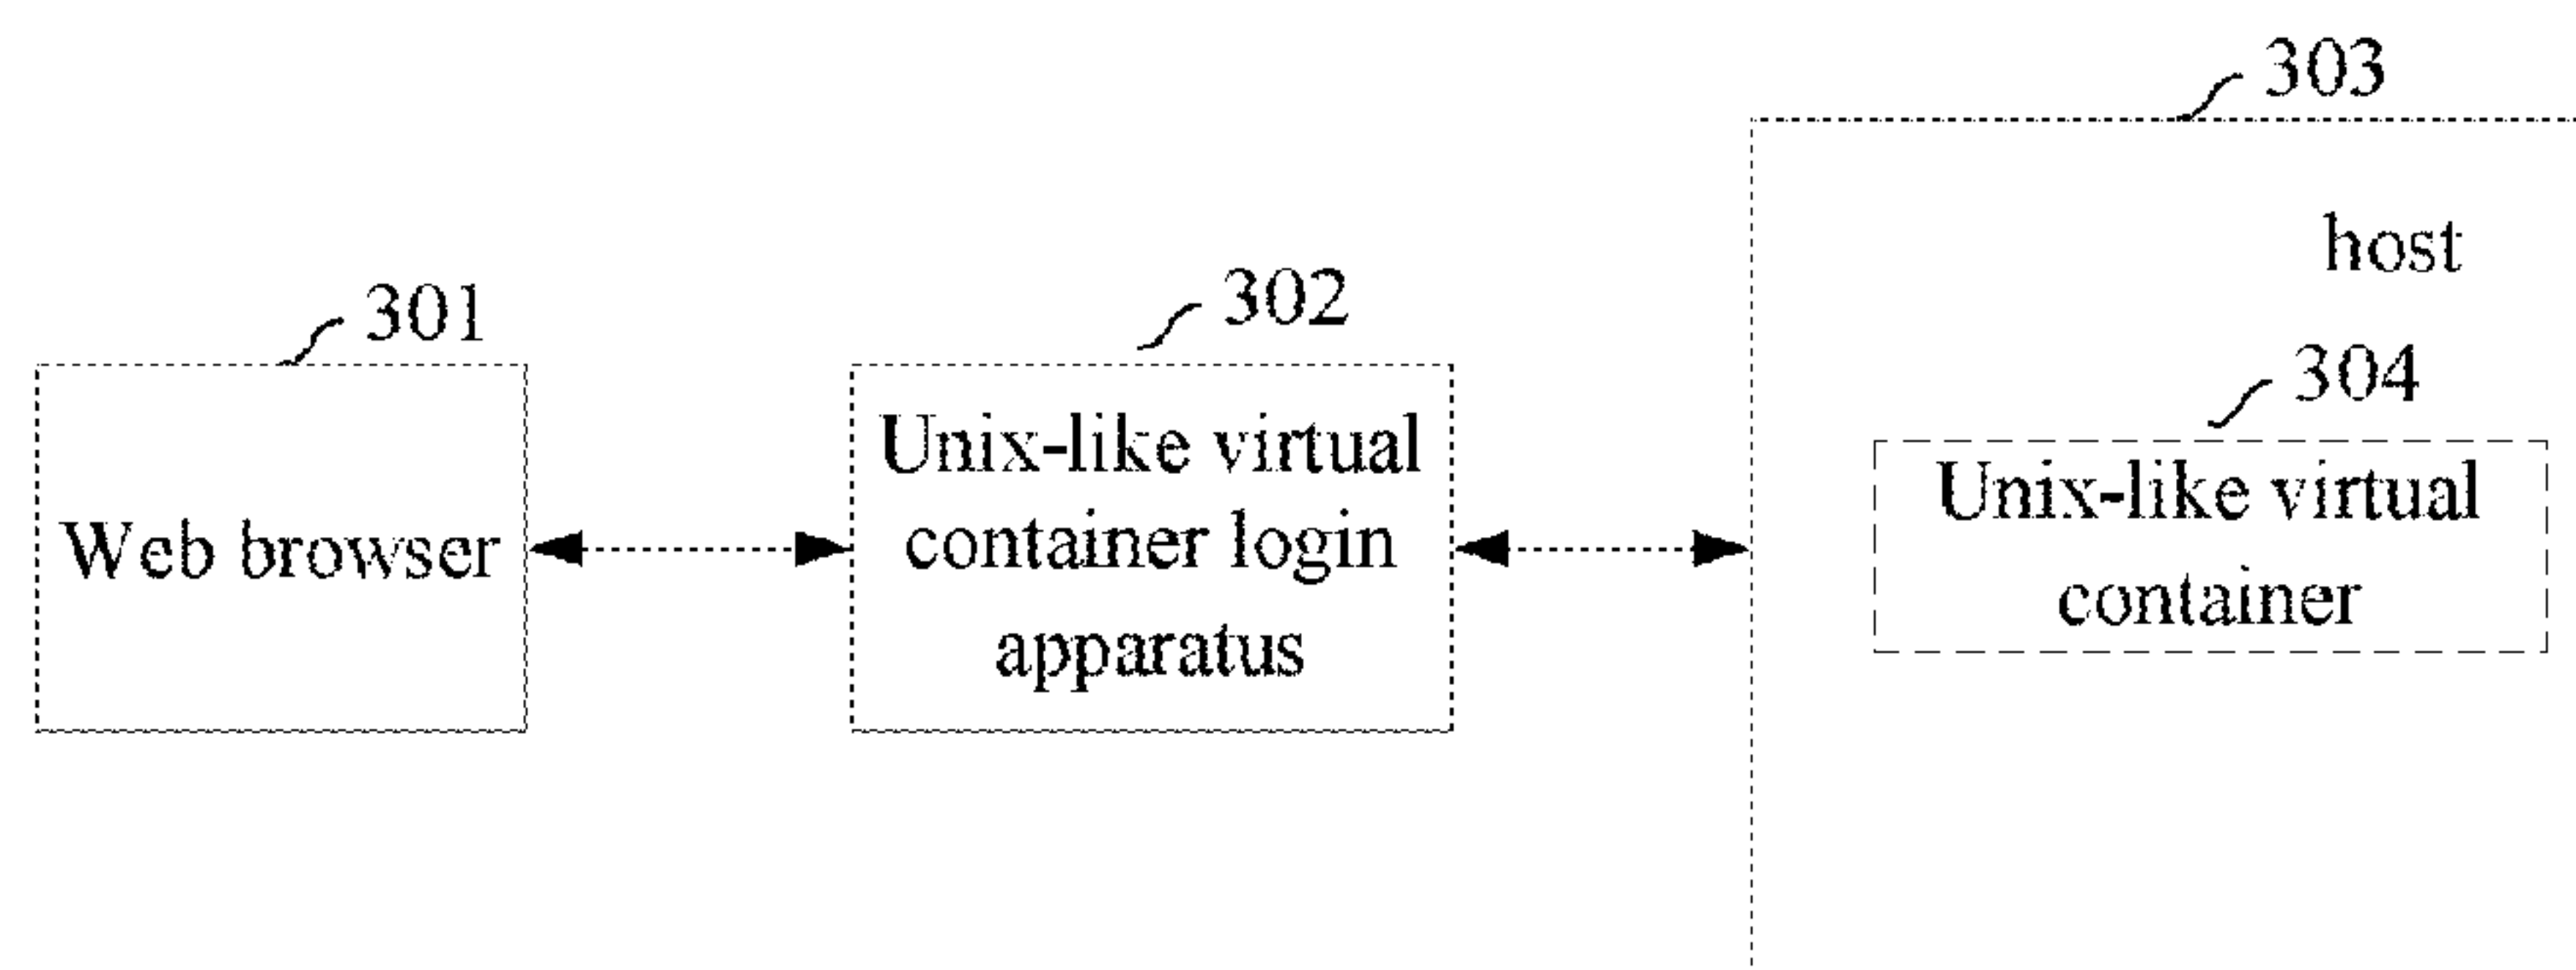 303
host
301
302
304
Web browser
Unix-like virtual
container login
apparatus
Unix-like virtual
container